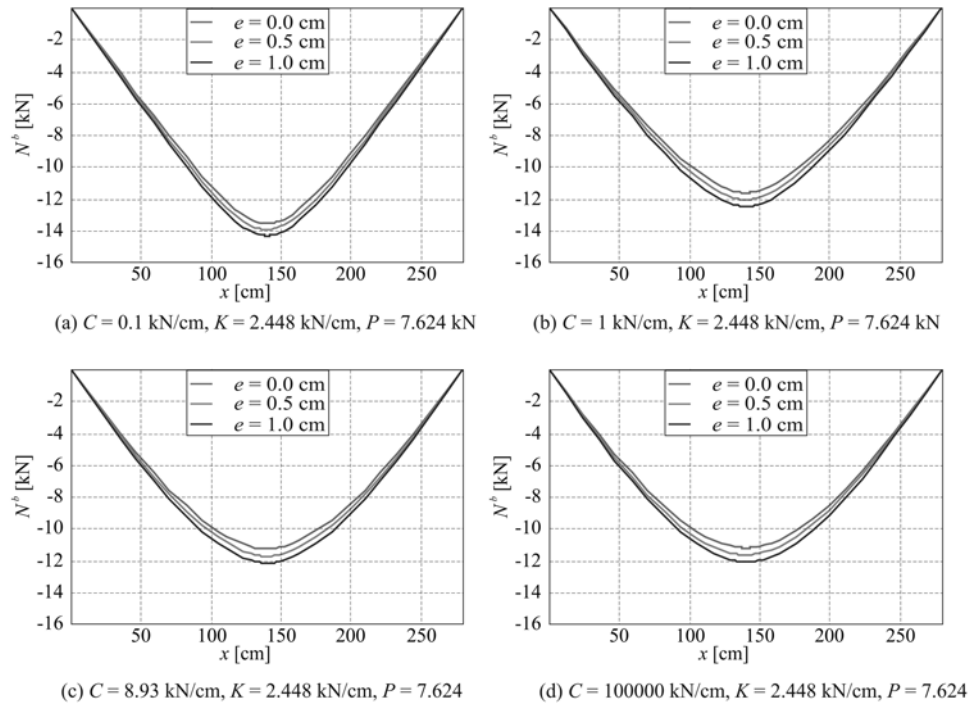 e = 0.0 cm
e = 0.5 cm
e = 1.0 cm
-2
-4
-6
-8
-10
-12
-14
-16
N^b [kN]
50 100 150 200 250
x [cm]
(a) C = 0.1 kN/cm, K = 2.448 kN/cm, P = 7.624 kN
e = 0.0 cm
e = 0.5 cm
e = 1.0 cm
-2
-4
-6
-8
-10
-12
-14
-16
N^b [kN]
50 100 150 200 250
x [cm]
(b) C = 1 kN/cm, K = 2.448 kN/cm, P = 7.624 kN
e = 0.0 cm
e = 0.5 cm
e = 1.0 cm
-2
-4
-6
-8
-10
-12
-14
-16
N^b [kN]
50 100 150 200 250
x [cm]
(c) C = 8.93 kN/cm, K = 2.448 kN/cm, P = 7.624
e = 0.0 cm
e = 0.5 cm
e = 1.0 cm
-2
-4
-6
-8
-10
-12
-14
-16
N^b [kN]
50 100 150 200 250
x [cm]
(d) C = 100000 kN/cm, K = 2.448 kN/cm, P = 7.624